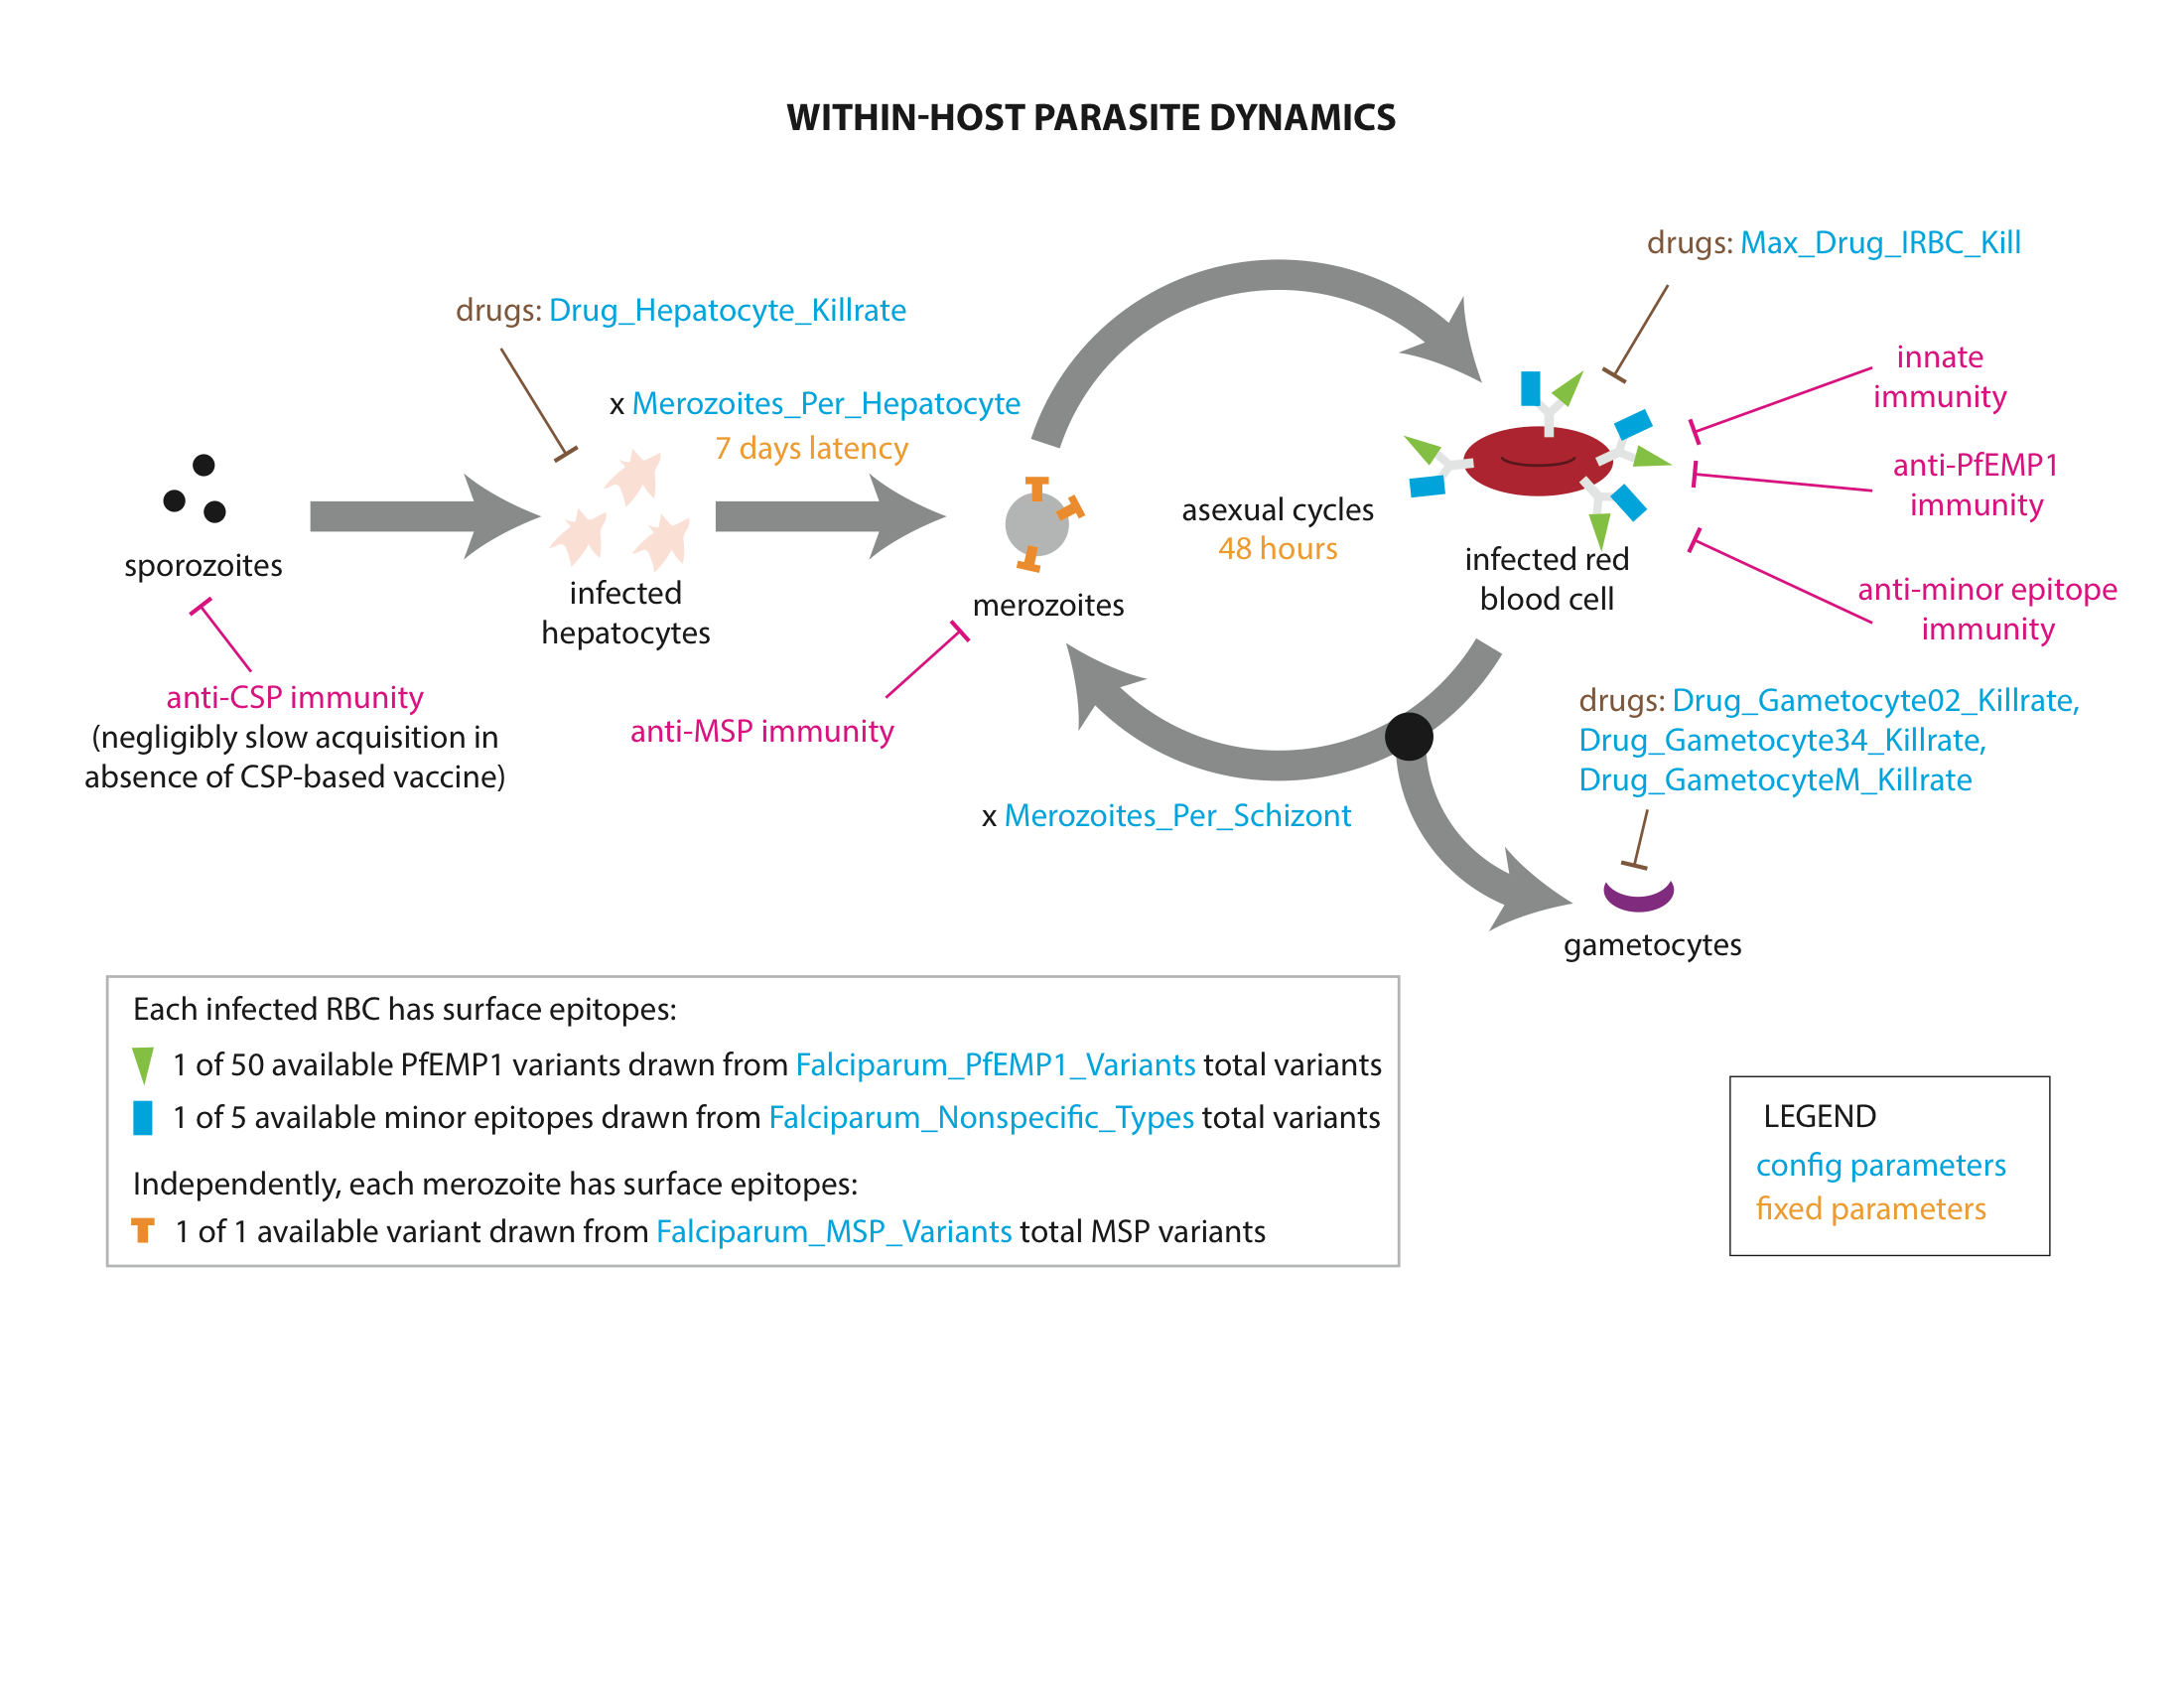 WITHIN-HOST PARASITE DYNAMICS
drugs: Max_Drug_IRBC_Kill
drugs: Drug_Hepatocyte_Killrate
innate
immunity
x Merozoites_Per_Hepatocyte
7 days latency
anti-PfEMP1
immunity
asexual cycles
48 hours
sporozoites
infected
hepatocytes
merozoites
infected red
blood cell
anti-minor epitope
immunity
anti-CSP immunity
(negligibly slow acquisition in
absence of CSP-based vaccine)
anti-MSP immunity
drugs: Drug_Gametocyte02_Killrate,
Drug_Gametocyte34_Killrate,
Drug_GametocyteM_Killrate
x Merozoites_Per_Schizont
gametocytes
Each infected RBC has surface epitopes:
1 of 50 available PfEMP1 variants drawn from Falciparum_PfEMP1_Variants total variants
1 of 5 available minor epitopes drawn from Falciparum_Nonspecific_Types total variants
Independently, each merozoite has surface epitopes:
1 of 1 available variant drawn from Falciparum_MSP_Variants total MSP variants
LEGEND
config parameters
fixed parameters